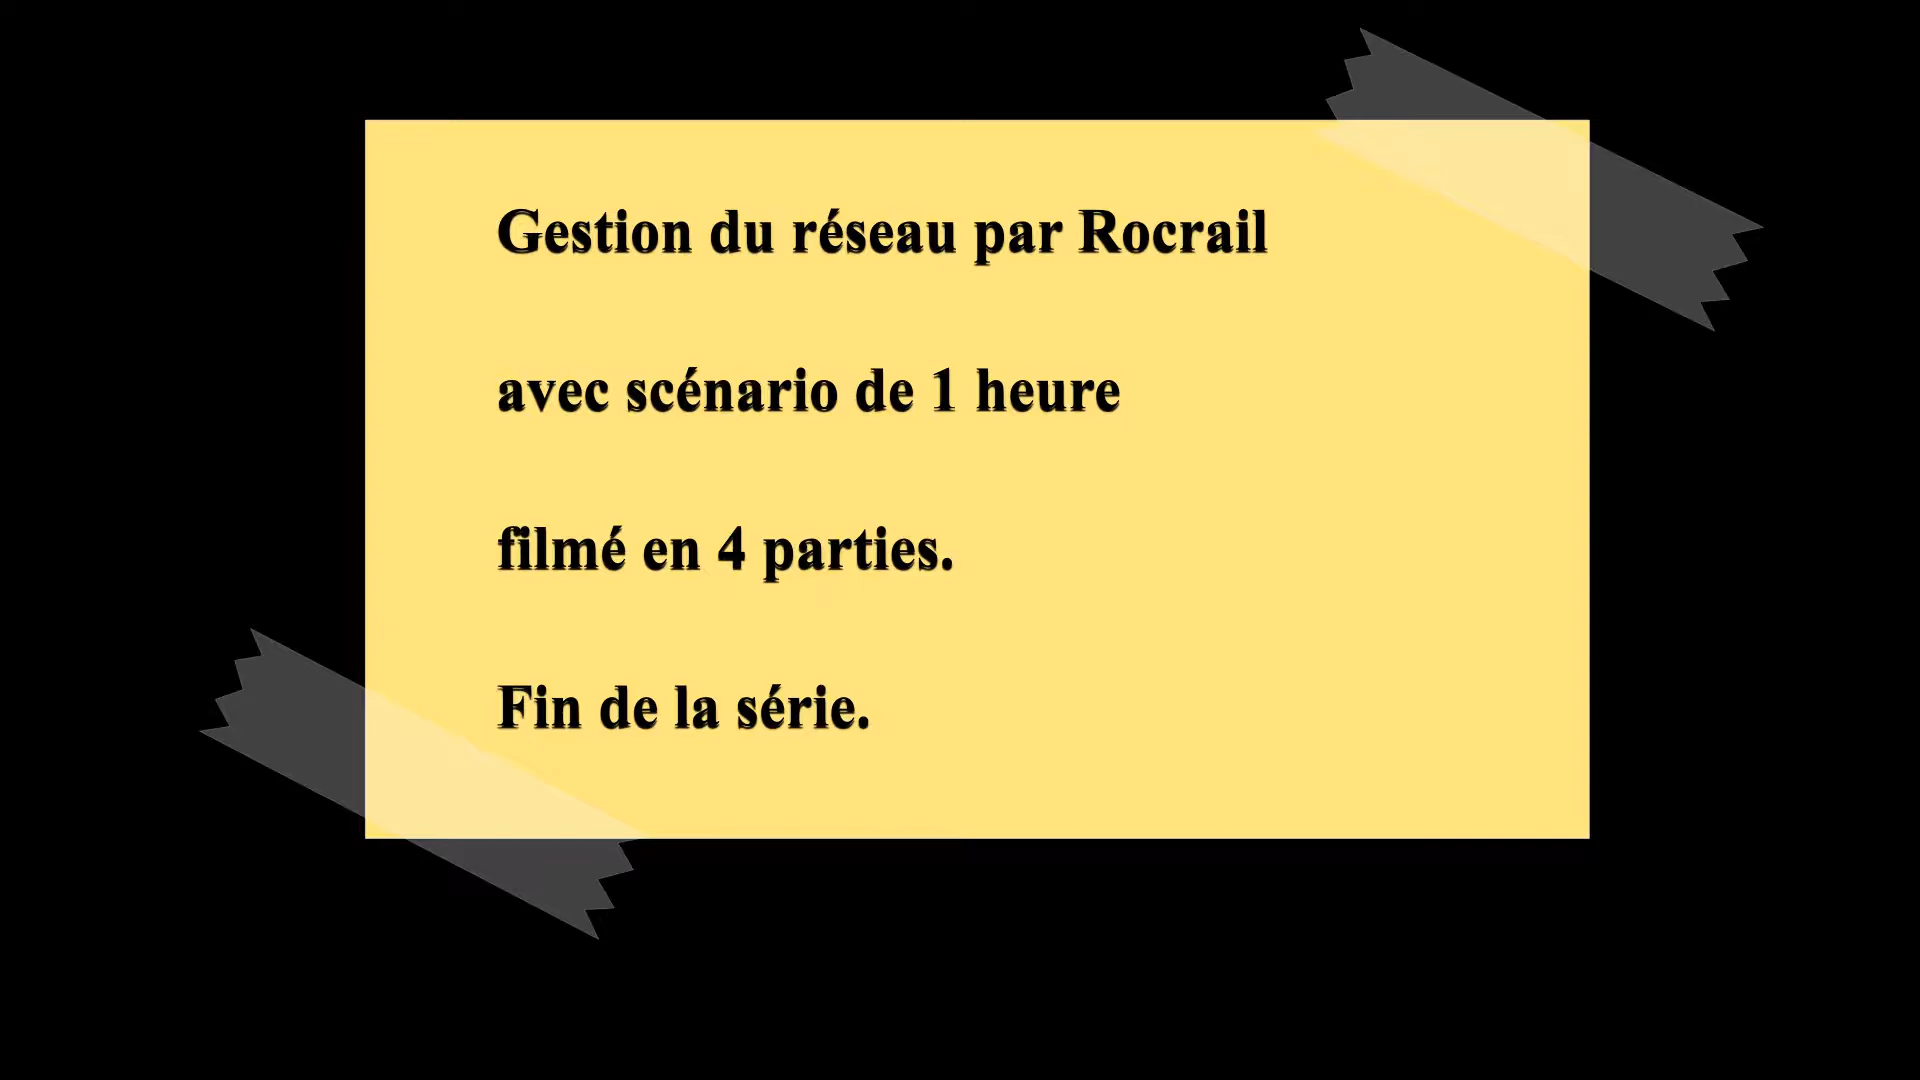 Gestion du réseau par Rocrail
avec scénario de 1 heure
filmé en 4 parties.
Fin de la série.